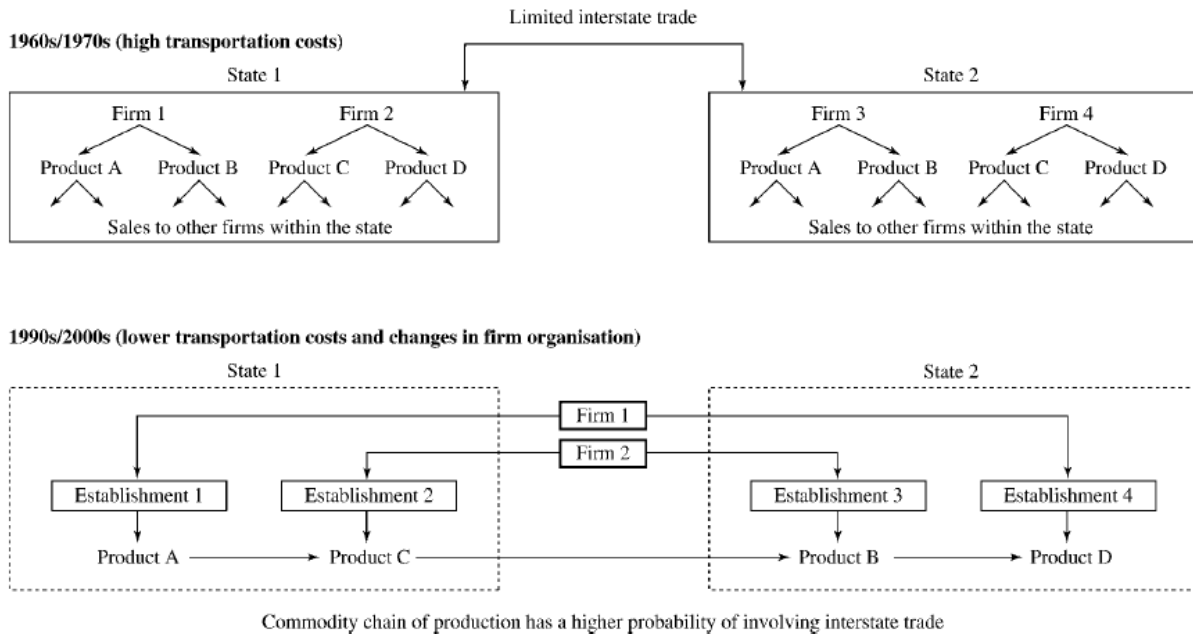 Limited interstate trade
1960s/1970s (high transportation costs)
State 1 State 2
Firm 1 Firm 2 Firm 3 Firm 4
Product A Product B Product C Product D Product A Product B Product C Product D
Sales to other firms within the state Sales to other firms within the state
1990s/2000s (lower transportation costs and changes in firm organisation)
State 1 State 2
Firm 1
Firm 2
Establishment 1 Establishment 2 Establishment 3 Establishment 4
Product A Product C Product B Product D
Commodity chain of production has a higher probability of involving interstate trade